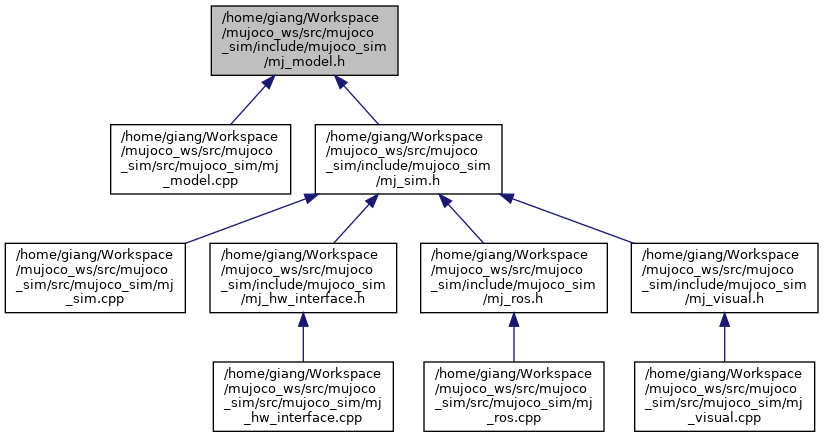 /home/giang/Workspace
/mujoco_ws/src/mujoco
_sim/include/mujoco_sim
/mj_model.h
/home/giang/Workspace
/mujoco_ws/src/mujoco
_sim/src/mujoco_sim/mj
_model.cpp
/home/giang/Workspace
/mujoco_ws/src/mujoco
_sim/include/mujoco_sim
/mj_sim.h
/home/giang/Workspace
/mujoco_ws/src/mujoco
_sim/src/mujoco_sim/mj
_sim.cpp
/home/giang/Workspace
/mujoco_ws/src/mujoco
_sim/include/mujoco_sim
/mj_hw_interface.h
/home/giang/Workspace
/mujoco_ws/src/mujoco
_sim/include/mujoco_sim
/mj_ros.h
/home/giang/Workspace
/mujoco_ws/src/mujoco
_sim/include/mujoco_sim
/mj_visual.h
/home/giang/Workspace
/mujoco_ws/src/mujoco
_sim/src/mujoco_sim/mj
_hw_interface.cpp
/home/giang/Workspace
/mujoco_ws/src/mujoco
_sim/src/mujoco_sim/mj
_ros.cpp
/home/giang/Workspace
/mujoco_ws/src/mujoco
_sim/src/mujoco_sim/mj
_visual.cpp